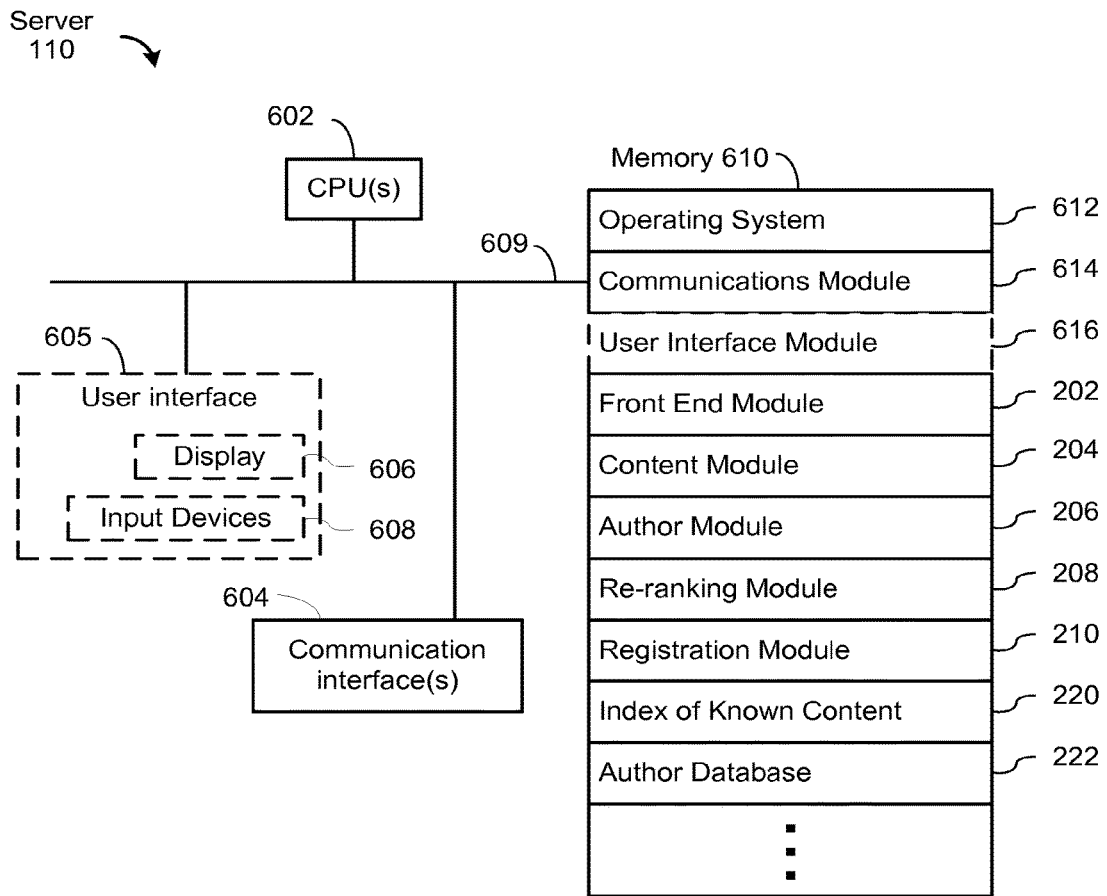 Server
110
602
CPU(s)
Memory 610
609
Operating System
612
Communications Module
614
User Interface Module
616
Front End Module
202
Content Module
204
Author Module
206
Re-ranking Module
208
Registration Module
210
Index of Known Content
220
Author Database
222
605
User interface
Display
606
Input Devices
608
604
Communication
interface(s)